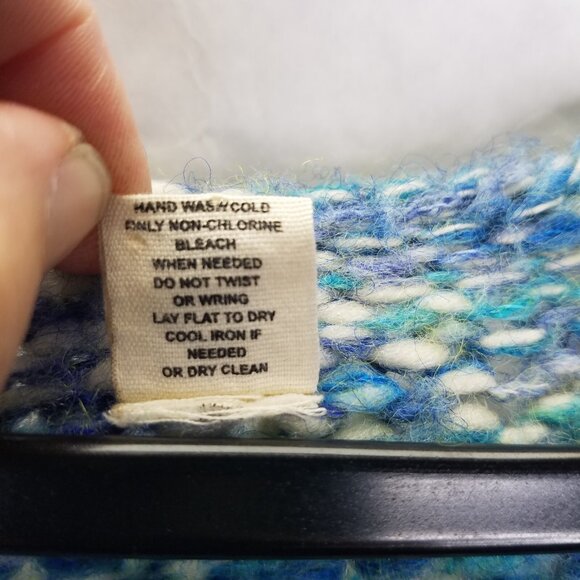 HAND WASH COLD
ONLY NON-CHLORINE
BLEACH
WHEN NEEDED
DO NOT TWIST
OR WRING
LAY FLAT TO DRY
COOL IRON IF
NEEDED
OR DRY CLEAN